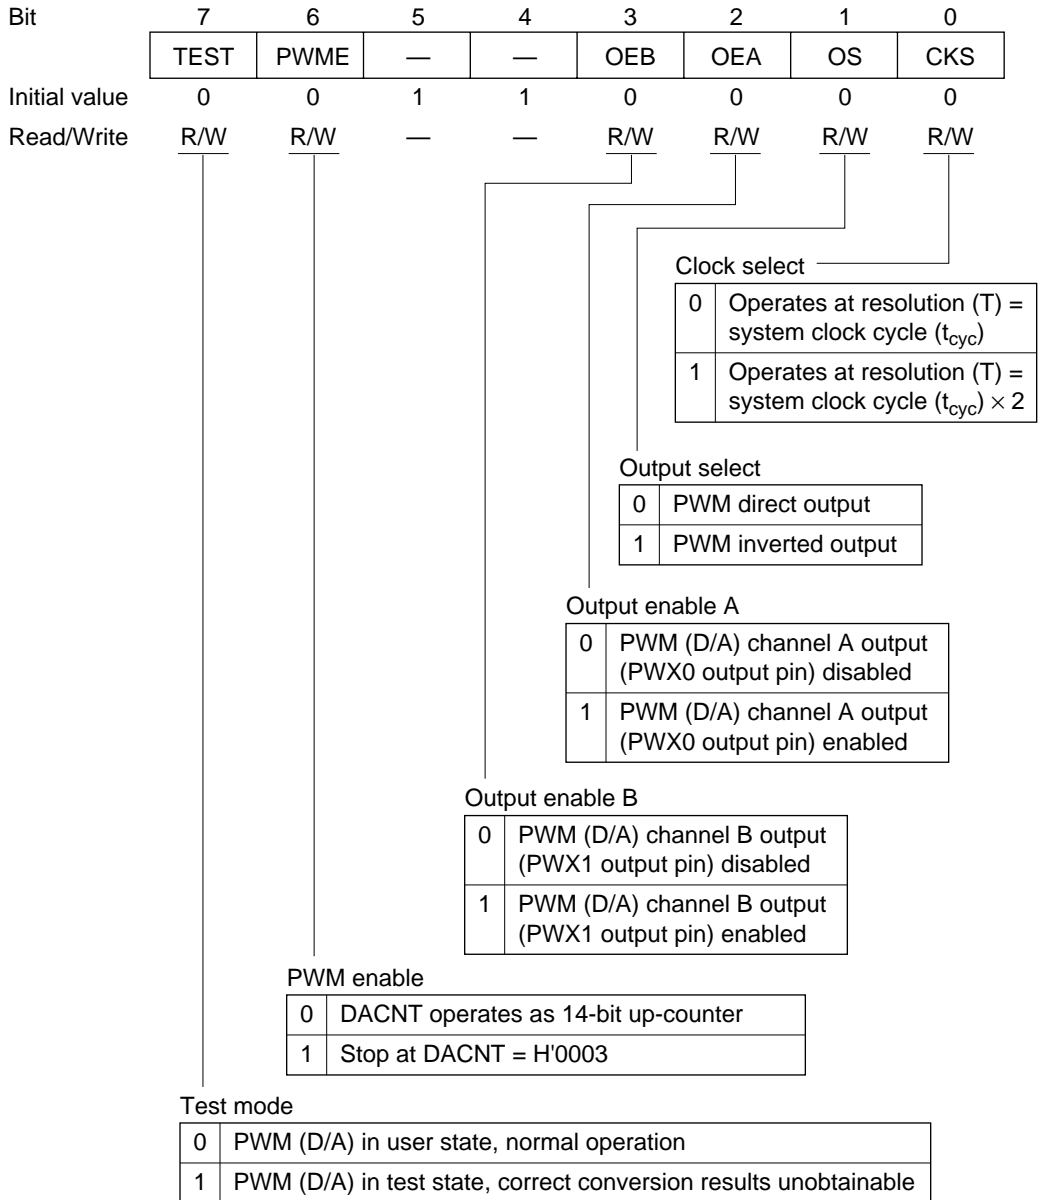 Bit 7 6 5 4 3 2 1 0
TEST PWME — — OEB OEA OS CKS
Initial value 0 0 1 1 0 0 0 0
Read/Write R/W R/W — — R/W R/W R/W R/W
Clock select
0 Operates at resolution (T) =
system clock cycle (tcyc)
1 Operates at resolution (T) =
system clock cycle (tcyc) × 2
Output select
0 PWM direct output
1 PWM inverted output
Output enable A
0 PWM (D/A) channel A output
(PWX0 output pin) disabled
1 PWM (D/A) channel A output
(PWX0 output pin) enabled
Output enable B
0 PWM (D/A) channel B output
(PWX1 output pin) disabled
1 PWM (D/A) channel B output
(PWX1 output pin) enabled
PWM enable
0 DACNT operates as 14-bit up-counter
1 Stop at DACNT = H'0003
Test mode
0 PWM (D/A) in user state, normal operation
1 PWM (D/A) in test state, correct conversion results unobtainable